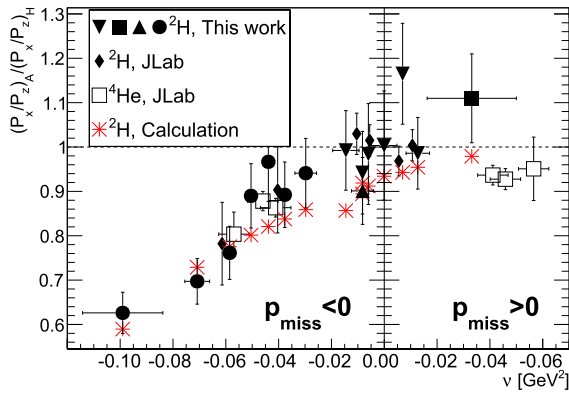 (Pₓ/P_z)_A/(Pₓ/P_z)_H
²H, This work
²H, JLab
⁴He, JLab
²H, Calculation
1.3
1.2
1.1
1
0.9
0.8
0.7
0.6
p_miss<0
p_miss>0
-0.10 -0.08 -0.06 -0.04 -0.02 0.00 -0.02 -0.04 -0.06
ν [GeV²]